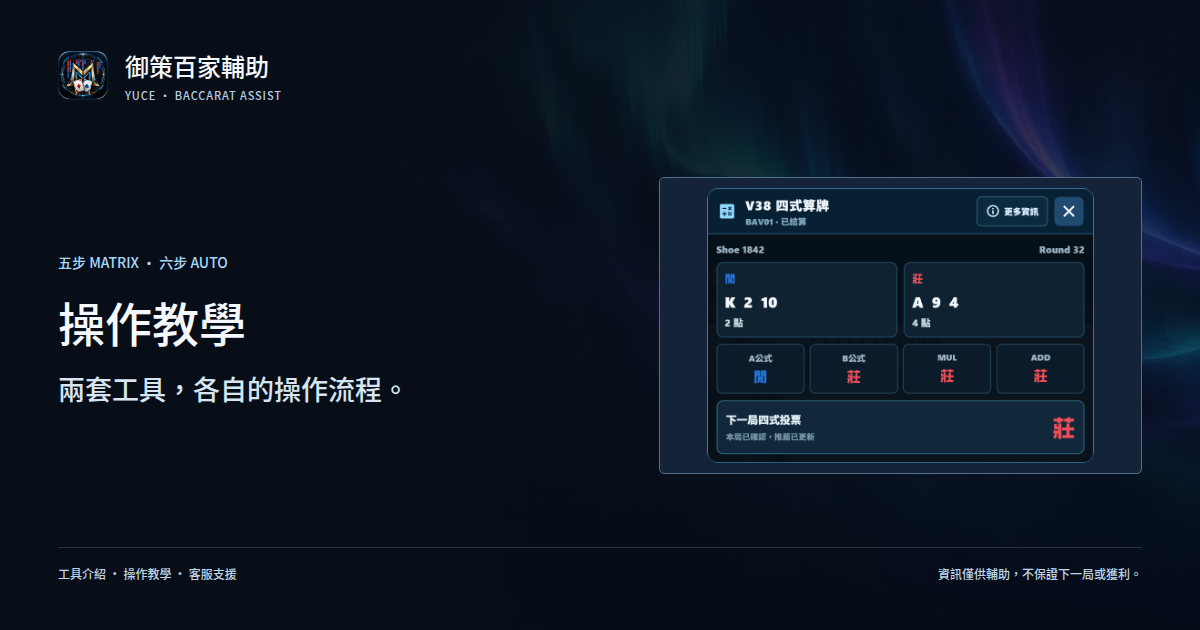 御策百家輔助
YUCE · BACCARAT ASSIST
五步 MATRIX · 六步 AUTO
操作教學
兩套工具，各自的操作流程。
V38 四式算牌
BAV01 · 已結算
更多資訊
Shoe 1842
Round 32
閒
K 2 10
2 點
莊
A 9 4
4 點
A公式
閒
B公式
莊
MUL
莊
ADD
莊
下一局四式投票
本局已確認，推薦已更新
莊
工具介紹 · 操作教學 · 客服支援
資訊僅供輔助，不保證下一局或獲利。